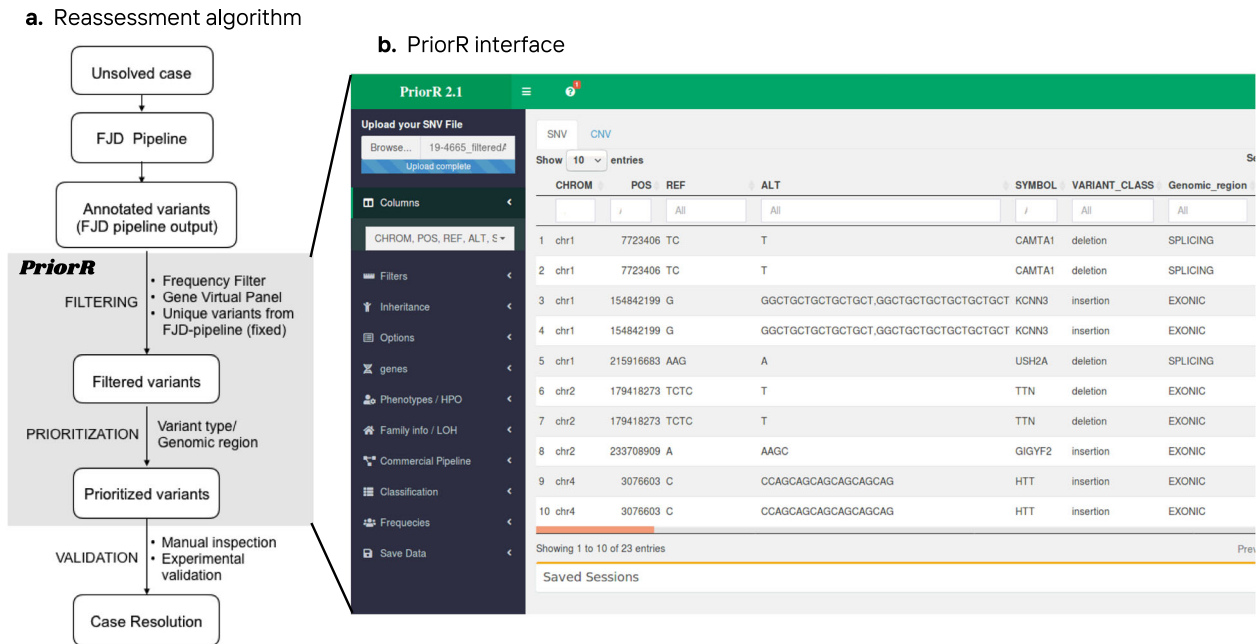 a. Reassessment algorithm
Unsolved case
FJD Pipeline
Annotated variants
(FJD pipeline output)
PriorR
FILTERING
• Frequency Filter
• Gene Virtual Panel
• Unique variants from
FJD-pipeline (fixed)
Filtered variants
PRIORITIZATION
Variant type/
Genomic region
Prioritized variants
VALIDATION
• Manual inspection
• Experimental
validation
Case Resolution
b. PriorR interface
PriorR 2.1
1
Upload your SNV File
Browse... 19-4665_filteredA
Upload complete
Columns
CHROM, POS, REF, ALT, S
Filters
Inheritance
Options
genes
Phenotypes / HPO
Family info / LOH
Commercial Pipeline
Classification
Frequecies
Save Data
SNV CNV
Show 10 entries
CHROM POS REF ALT SYMBOL VARIANT_CLASS Genomic_region
All All All All
1 chr1 7723406 TC T CAMTA1 deletion SPLICING
2 chr1 7723406 TC T CAMTA1 deletion SPLICING
3 chr1 154842199 G GGCTGCTGCTGCTGCT,GGCTGCTGCTGCTGCTGCTGCT KCNN3 insertion EXONIC
4 chr1 154842199 G GGCTGCTGCTGCTGCT,GGCTGCTGCTGCTGCTGCTGCT KCNN3 insertion EXONIC
5 chr1 215916683 AAG A USH2A deletion SPLICING
6 chr2 179418273 TCTC T TTN deletion EXONIC
7 chr2 179418273 TCTC T TTN deletion EXONIC
8 chr2 233708909 A AAGC GIGYF2 insertion EXONIC
9 chr4 3076603 C CCAGCAGCAGCAGCAGCAG HTT insertion EXONIC
10 chr4 3076603 C CCAGCAGCAGCAGCAGCAG HTT insertion EXONIC
Showing 1 to 10 of 23 entries
Prev
Saved Sessions